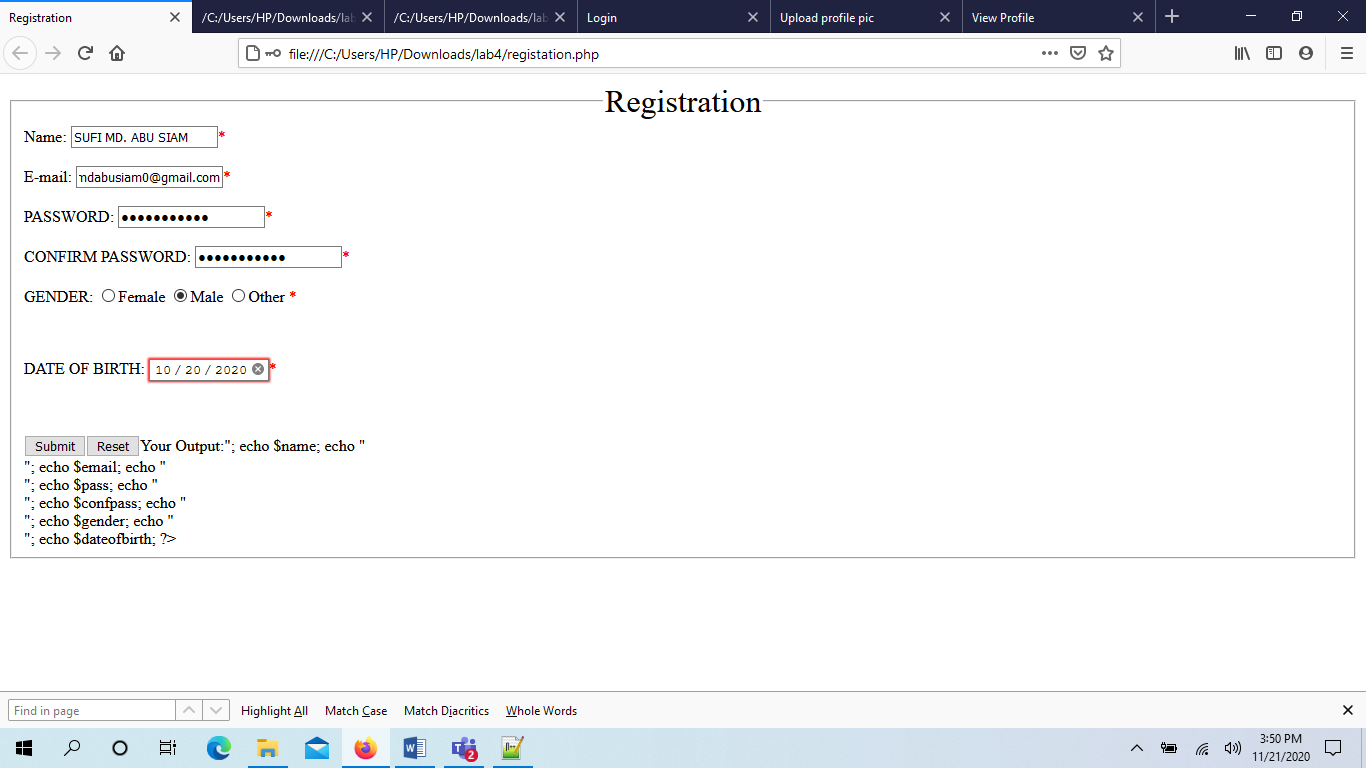 Registration
/C:/Users/HP/Downloads/lab
/C:/Users/HP/Downloads/lab
Login
Upload profile pic
View Profile
file:///C:/Users/HP/Downloads/lab4/registation.php
Registration
Name: SUFI MD. ABU SIAM*
E-mail: mdabusiam0@gmail.com*
PASSWORD: ●●●●●●●●●●●*
CONFIRM PASSWORD: ●●●●●●●●●●●*
GENDER: Female Male Other *
DATE OF BIRTH: 10 / 20 / 2020*
Submit Reset Your Output:"; echo $name; echo "
"; echo $email; echo "
"; echo $pass; echo "
"; echo $confpass; echo "
"; echo $gender; echo "
"; echo $dateofbirth; ?>
Find in page Highlight All Match Case Match Diacritics Whole Words
2
3:50 PM
11/21/2020